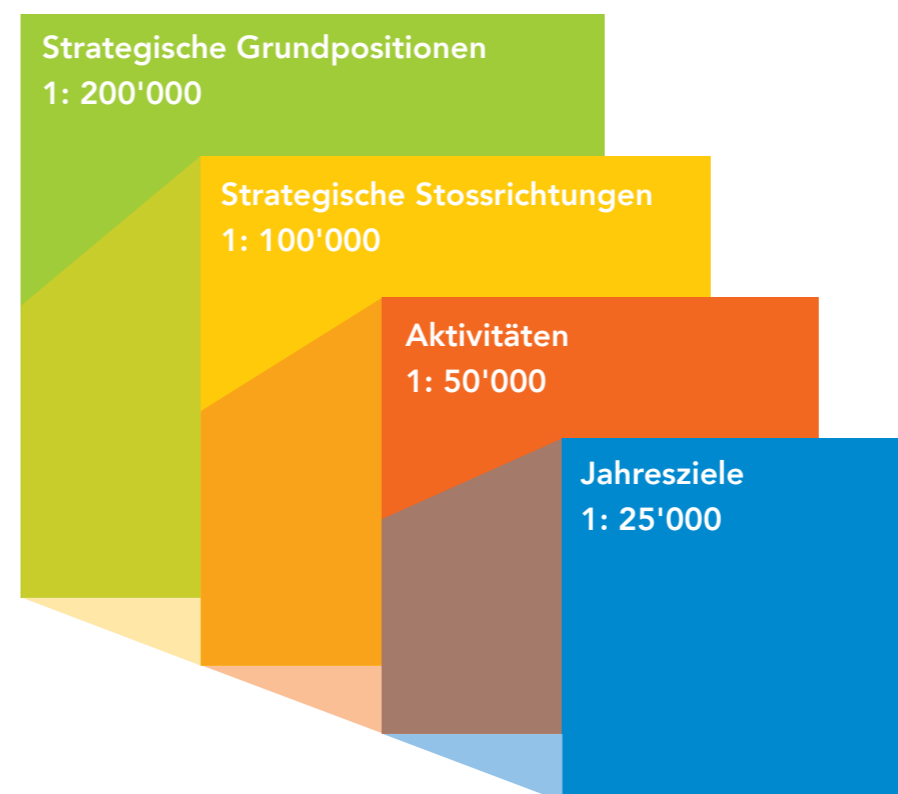 Strategische Grundpositionen
1: 200'000
Strategische Stossrichtungen
1: 100'000
Aktivitäten
1: 50'000
Jahresziele
1: 25'000